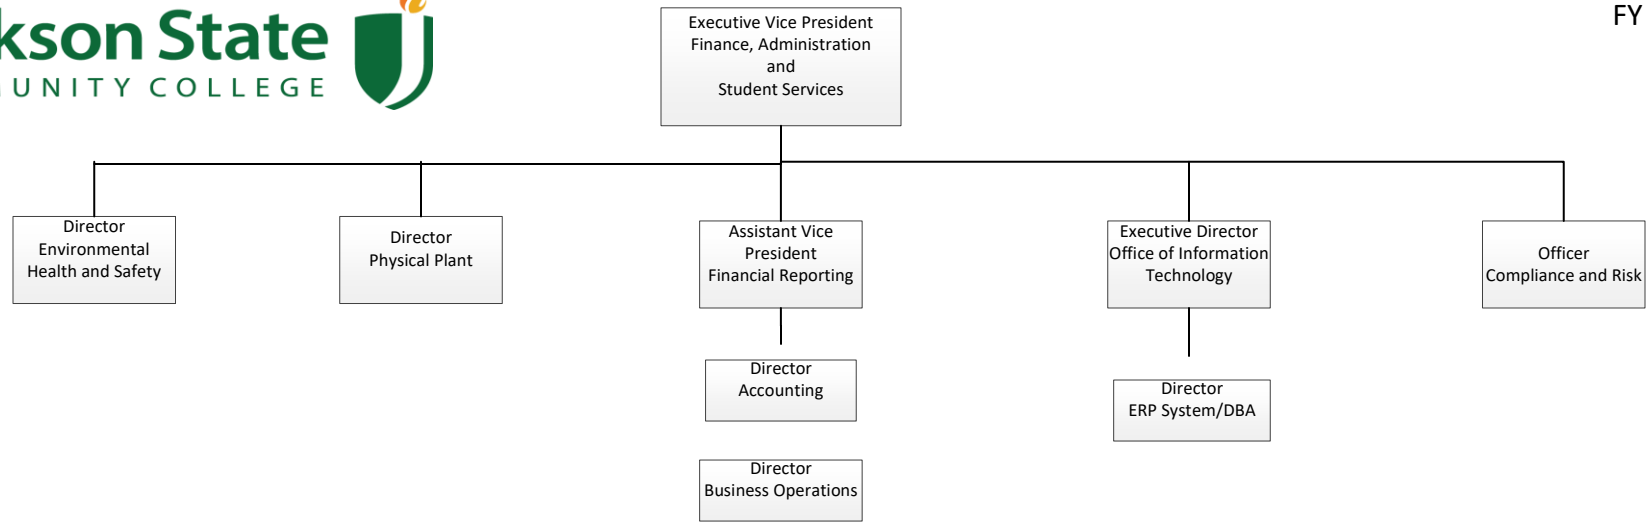 kson State
UNITY COLLEGE
FY
Executive Vice President
Finance, Administration
and
Student Services
Director
Environmental
Health and Safety
Director
Physical Plant
Assistant Vice
President
Financial Reporting
Executive Director
Office of Information
Technology
Officer
Compliance and Risk
Director
Accounting
Director
ERP System/DBA
Director
Business Operations